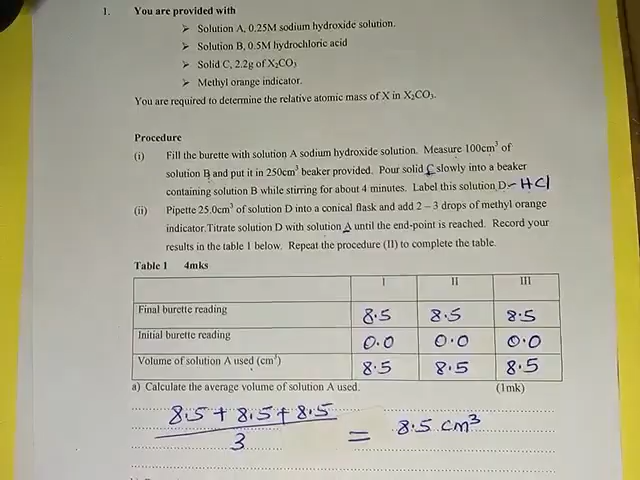 1. You are provided with
➢ Solution A, 0.25M sodium hydroxide solution.
➢ Solution B, 0.5M hydrochloric acid
➢ Solid C, 2.2g of X₂CO₃
➢ Methyl orange indicator.
You are required to determine the relative atomic mass of X in X₂CO₃.
Procedure
(i) Fill the burette with solution A sodium hydroxide solution. Measure 100cm³ of
solution B and put it in 250cm³ beaker provided. Pour solid C slowly into a beaker
containing solution B while stirring for about 4 minutes. Label this solution D - HCl
(ii) Pipette 25.0cm³ of solution D into a conical flask and add 2 – 3 drops of methyl orange
indicator. Titrate solution D with solution A until the end-point is reached. Record your
results in the table 1 below. Repeat the procedure (II) to complete the table.
Table 1 4mks
I II III
Final burette reading 8.5 8.5 8.5
Initial burette reading 0.0 0.0 0.0
Volume of solution A used (cm³) 8.5 8.5 8.5
a) Calculate the average volume of solution A used. (1mk)
8.5 + 8.5 + 8.5
3
= 8.5 cm³